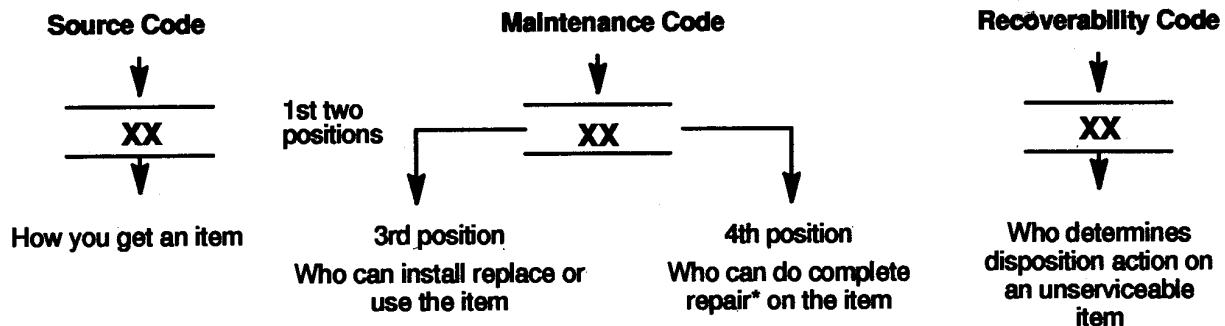 Source Code
Maintenance Code
Recoverability Code
XX
1st two
positions
XX
XX
How you get an item
3rd position
Who can install replace or
use the item
4th position
Who can do complete
repair* on the item
Who determines
disposition action on
an unserviceable
item